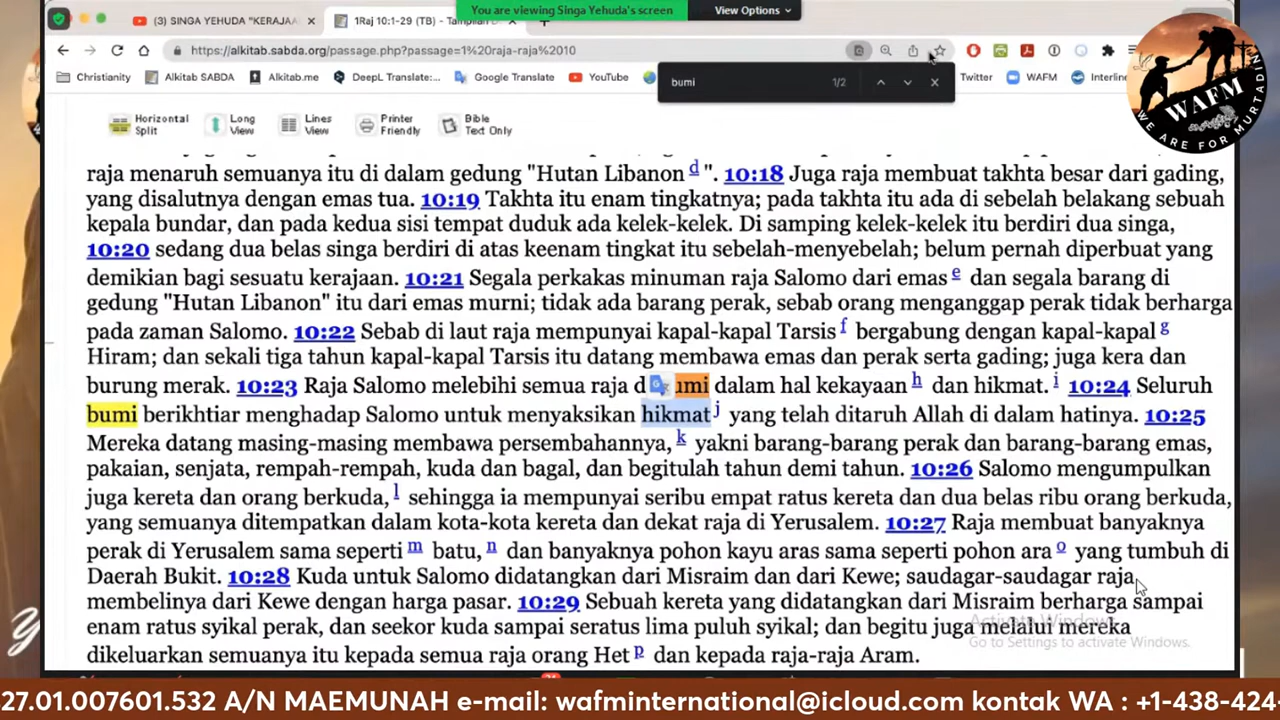 You are viewing Singa Yehuda's screen
View Options
(3) SINGA YEHUDA "KERAJAA
1Raj 10:1-29 (TB) - Tampilan
https://alkitab.sabda.org/passage.php?passage=1%20raja-raja%2010
Christianity
Alkitab SABDA
Alkitab.me
DeepL Translate:...
Google Translate
YouTube
Twitter
WAFM
Interlin
bumi
1/2
WAFM
WE ARE FOR MURTADIN
Horizontal Split
Long View
Lines View
Printer Friendly
Bible Text Only
raja menaruh semuanya itu di dalam gedung "Hutan Libanon d ". 10:18 Juga raja membuat takhta besar dari gading,
yang disalutnya dengan emas tua. 10:19 Takhta itu enam tingkatnya; pada takhta itu ada di sebelah belakang sebuah
kepala bundar, dan pada kedua sisi tempat duduk ada kelek-kelek. Di samping kelek-kelek itu berdiri dua singa,
10:20 sedang dua belas singa berdiri di atas keenam tingkat itu sebelah-menyebelah; belum pernah diperbuat yang
demikian bagi sesuatu kerajaan. 10:21 Segala perkakas minuman raja Salomo dari emas e dan segala barang di
gedung "Hutan Libanon" itu dari emas murni; tidak ada barang perak, sebab orang menganggap perak tidak berharga
pada zaman Salomo. 10:22 Sebab di laut raja mempunyai kapal-kapal Tarsis f bergabung dengan kapal-kapal g
Hiram; dan sekali tiga tahun kapal-kapal Tarsis itu datang membawa emas dan perak serta gading; juga kera dan
burung merak. 10:23 Raja Salomo melebihi semua raja d umi dalam hal kekayaan h dan hikmat. i 10:24 Seluruh
bumi berikhtiar menghadap Salomo untuk menyaksikan hikmat j yang telah ditaruh Allah di dalam hatinya. 10:25
Mereka datang masing-masing membawa persembahannya, k yakni barang-barang perak dan barang-barang emas,
pakaian, senjata, rempah-rempah, kuda dan bagal, dan begitulah tahun demi tahun. 10:26 Salomo mengumpulkan
juga kereta dan orang berkuda, l sehingga ia mempunyai seribu empat ratus kereta dan dua belas ribu orang berkuda,
yang semuanya ditempatkan dalam kota-kota kereta dan dekat raja di Yerusalem. 10:27 Raja membuat banyaknya
perak di Yerusalem sama seperti m batu, n dan banyaknya pohon kayu aras sama seperti pohon ara o yang tumbuh di
Daerah Bukit. 10:28 Kuda untuk Salomo didatangkan dari Misraim dan dari Kewe; saudagar-saudagar raja
membelinya dari Kewe dengan harga pasar. 10:29 Sebuah kereta yang didatangkan dari Misraim berharga sampai
enam ratus syikal perak, dan seekor kuda sampai seratus lima puluh syikal; dan begitu juga melalui mereka
dikeluarkan semuanya itu kepada semua raja orang Het p dan kepada raja-raja Aram.
Activate Windows
Go to Settings to activate Windows.
27.01.007601.532 A/N MAEMUNAH e-mail: wafminternational@icloud.com kontak WA : +1-438-424-